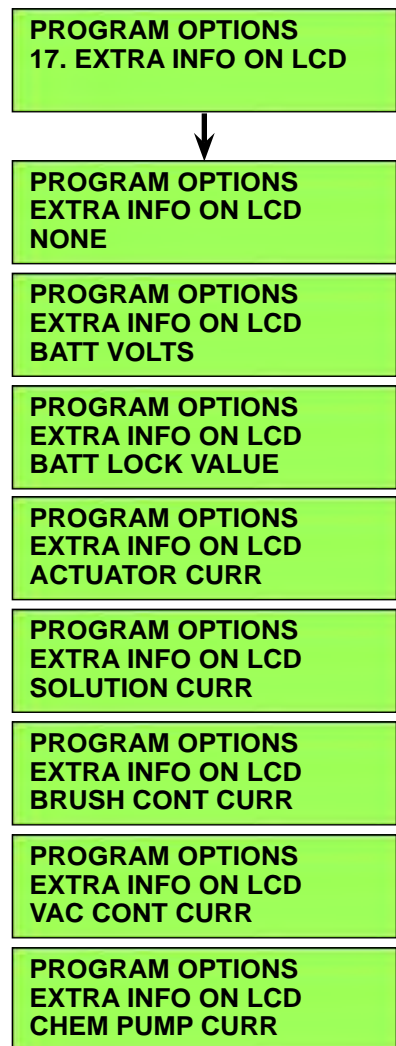 PROGRAM OPTIONS
17. EXTRA INFO ON LCD
PROGRAM OPTIONS
EXTRA INFO ON LCD
NONE
PROGRAM OPTIONS
EXTRA INFO ON LCD
BATT VOLTS
PROGRAM OPTIONS
EXTRA INFO ON LCD
BATT LOCK VALUE
PROGRAM OPTIONS
EXTRA INFO ON LCD
ACTUATOR CURR
PROGRAM OPTIONS
EXTRA INFO ON LCD
SOLUTION CURR
PROGRAM OPTIONS
EXTRA INFO ON LCD
BRUSH CONT CURR
PROGRAM OPTIONS
EXTRA INFO ON LCD
VAC CONT CURR
PROGRAM OPTIONS
EXTRA INFO ON LCD
CHEM PUMP CURR